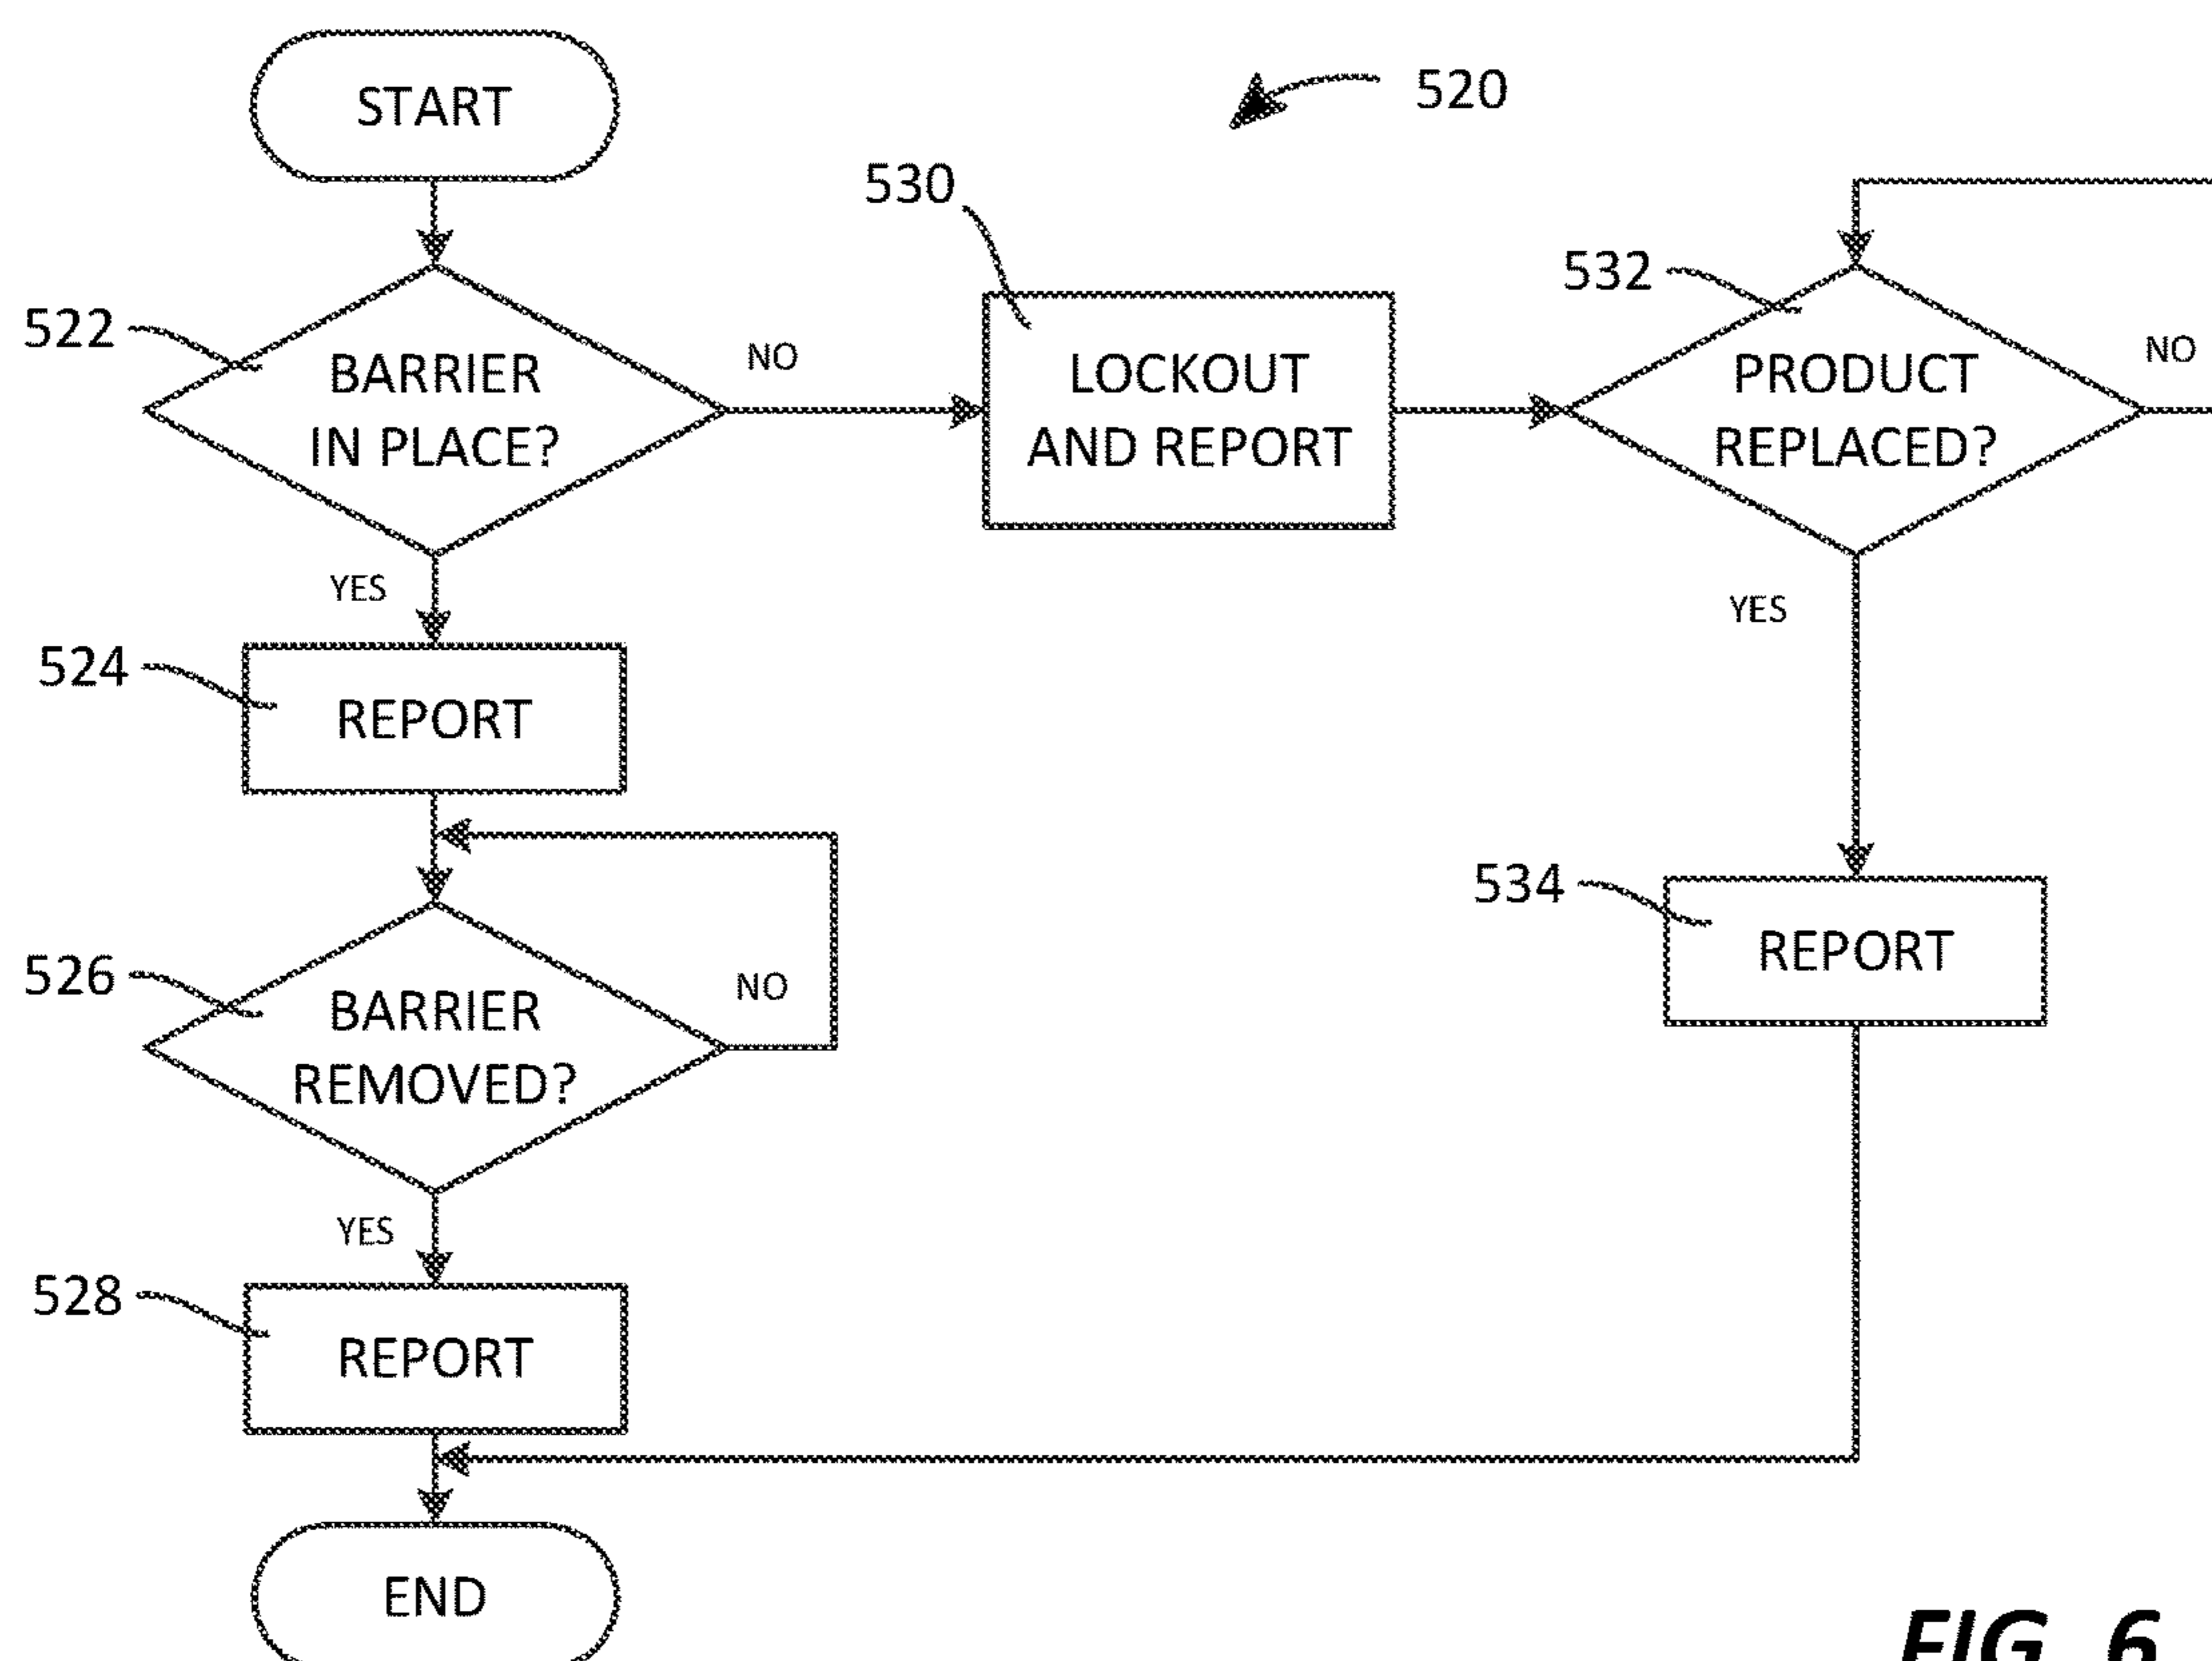 START
520
530
532
522
BARRIER
IN PLACE?
NO
LOCKOUT
AND REPORT
PRODUCT
REPLACED?
NO
YES
YES
524
REPORT
534
REPORT
526
BARRIER
REMOVED?
NO
YES
528
REPORT
END
FIG. 6